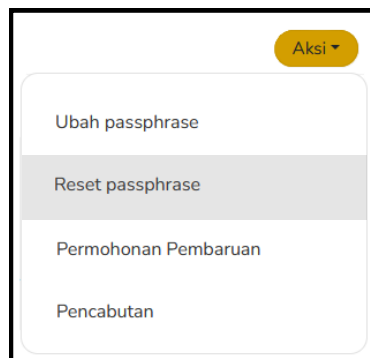 Aksi
Ubah passphrase
Reset passphrase
Permohonan Pembaruan
Pencabutan